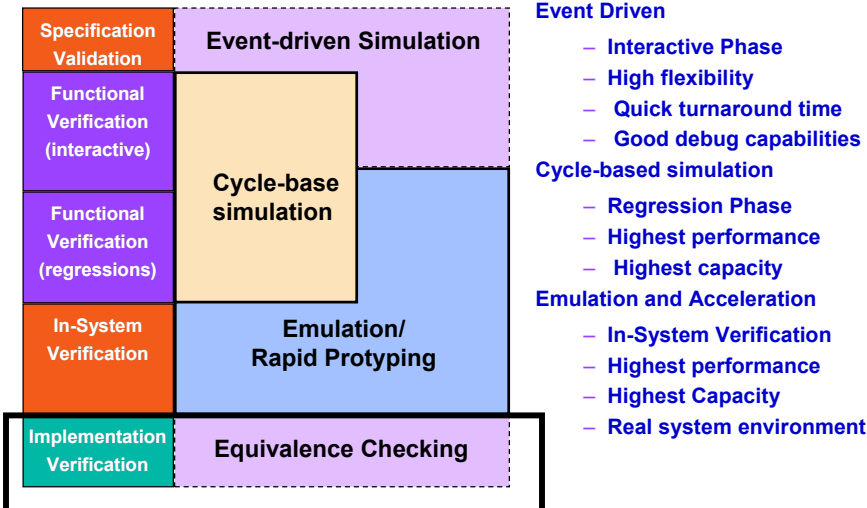 Specification
Validation
Event-driven Simulation
Functional
Verification
(interactive)
Cycle-base
simulation
Functional
Verification
(regressions)
In-System
Verification
Emulation/
Rapid Protyping
Implementation
Verification
Equivalence Checking
Event Driven
– Interactive Phase
– High flexibility
– Quick turnaround time
– Good debug capabilities
Cycle-based simulation
– Regression Phase
– Highest performance
– Highest capacity
Emulation and Acceleration
– In-System Verification
– Highest performance
– Highest Capacity
– Real system environment